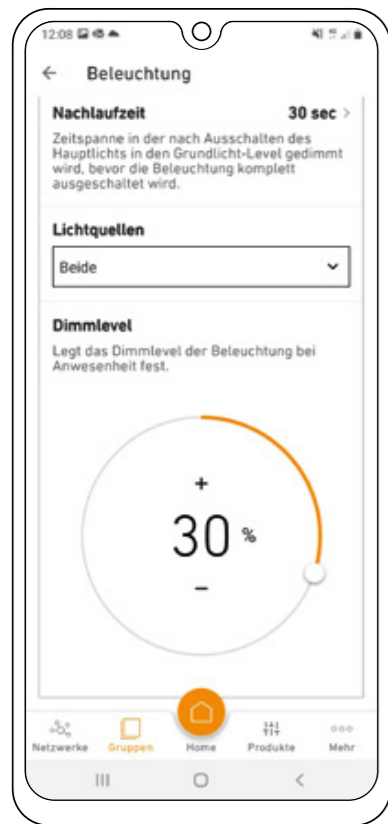 12:08
← Beleuchtung
Nachlaufzeit 30 sec >
Zeitspanne in der nach Ausschalten des
Hauptlichts in den Grundlicht-Level gedimmt
wird, bevor die Beleuchtung komplett
ausgeschaltet wird.
Lichtquellen
Beide
Dimmlevel
Legt das Dimmlevel der Beleuchtung bei
Anwesenheit fest.
+
30 %
−
Netzwerke Gruppen Home Produkte Mehr